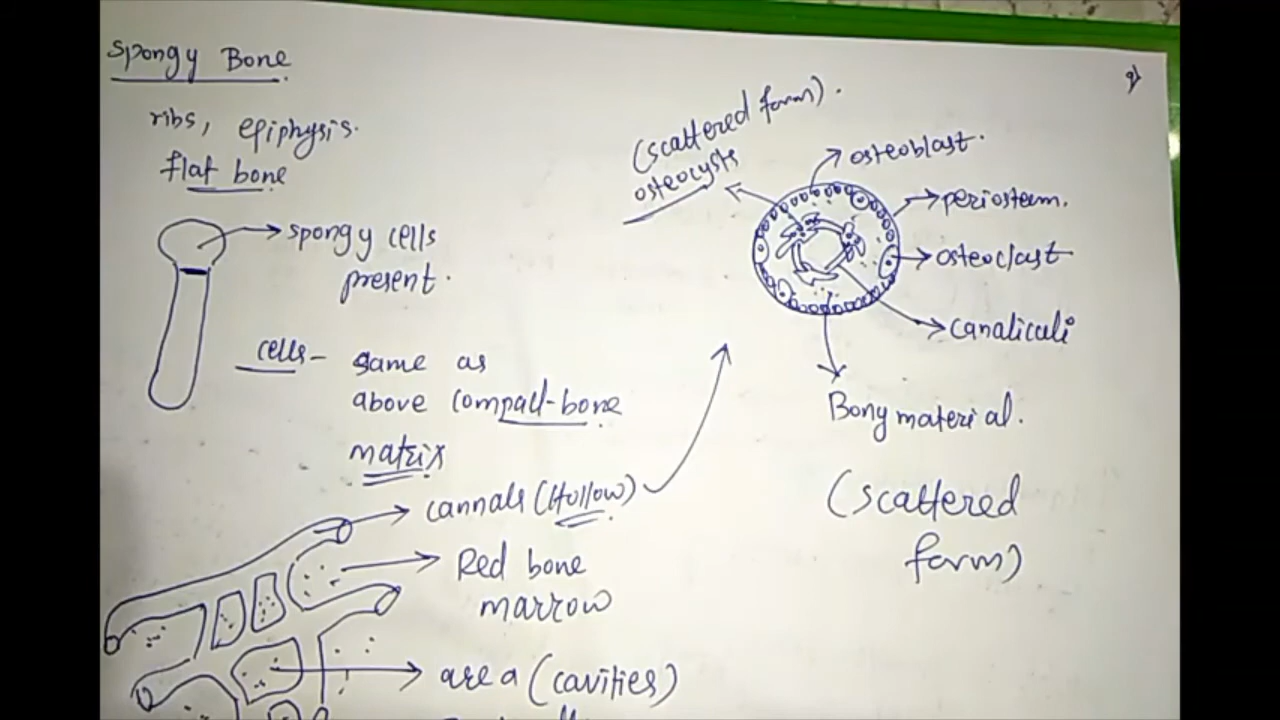 Spongy Bone
ribs, epiphysis.
flat bone
spongy cells
present.
cells - same as
above compact-bone
matrix
cannals (Hollow)
Red bone
marrow
area (cavities)
(scattered form).
osteocysts
osteoblast.
periosteum.
osteoclast
canaliculi
Bony material.
(scattered
form)